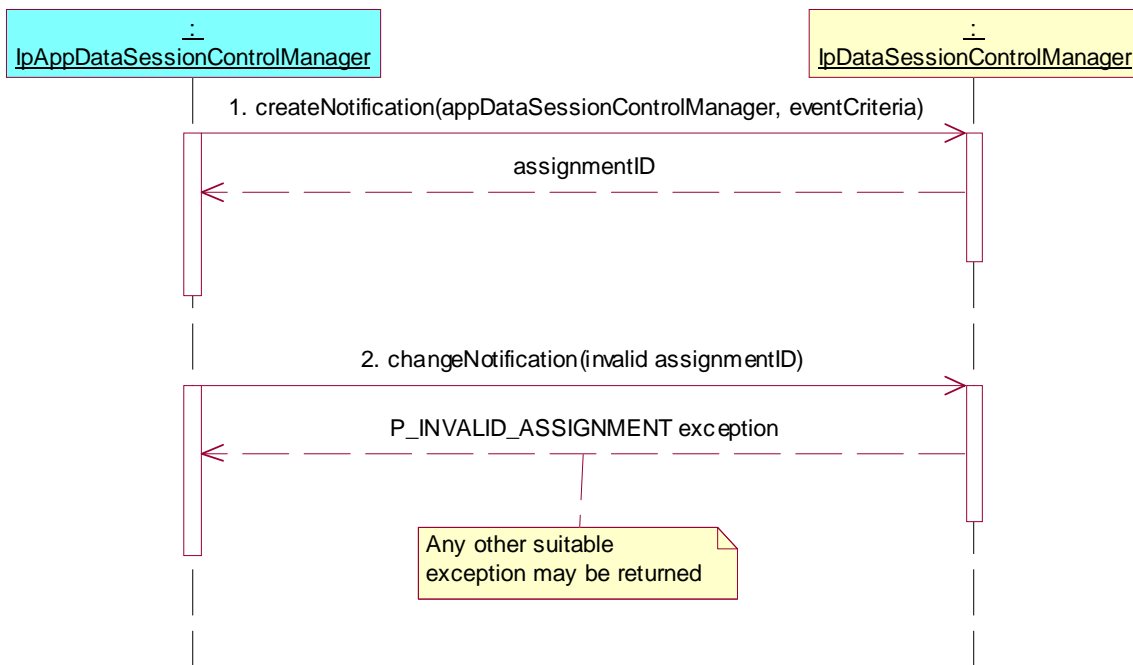 :
IpAppDataSessionControlManager
:
IpDataSessionControlManager
1. createNotification(appDataSessionControlManager, eventCriteria)
assignmentID
2. changeNotification(invalid assignmentID)
P_INVALID_ASSIGNMENT exception
Any other suitable
exception may be returned